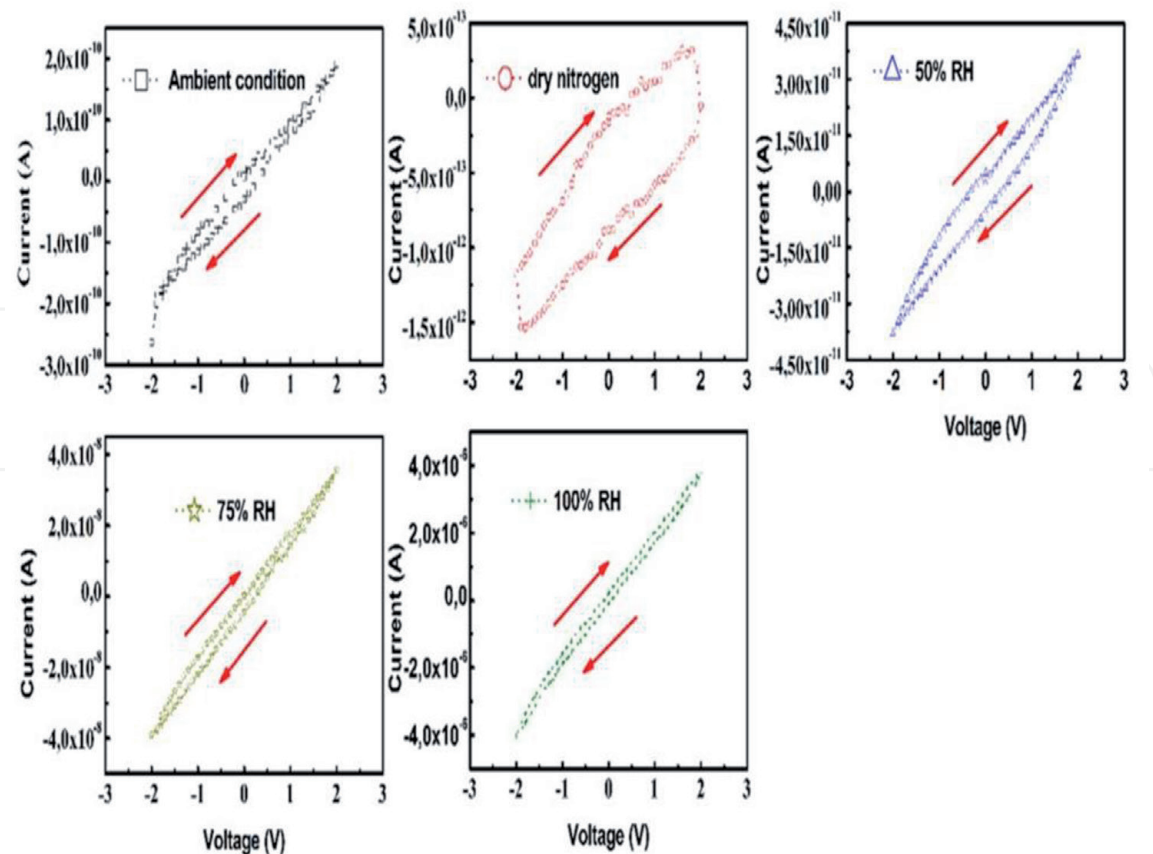 2,0x10⁻¹⁰
1,0x10⁻¹⁰
0,0
-1,0x10⁻¹⁰
-2,0x10⁻¹⁰
-3,0x10⁻¹⁰
Current (A)
Ambient condition
-3 -2 -1 0 1 2 3
5,0x10⁻¹³
0,0
-5,0x10⁻¹³
-1,0x10⁻¹²
-1,5x10⁻¹²
Current (A)
dry nitrogen
-3 -2 -1 0 1 2 3
4,50x10⁻¹¹
3,00x10⁻¹¹
1,50x10⁻¹¹
0,00
-1,50x10⁻¹¹
-3,00x10⁻¹¹
-4,50x10⁻¹¹
Current (A)
50% RH
-3 -2 -1 0 1 2 3
Voltage (V)
4,0x10⁻⁸
2,0x10⁻⁸
0,0
-2,0x10⁻⁸
-4,0x10⁻⁸
Current (A)
75% RH
-3 -2 -1 0 1 2 3
Voltage (V)
4,0x10⁻⁶
2,0x10⁻⁶
0,0
-2,0x10⁻⁶
-4,0x10⁻⁶
Current (A)
100% RH
-3 -2 -1 0 1 2 3
Voltage (V)